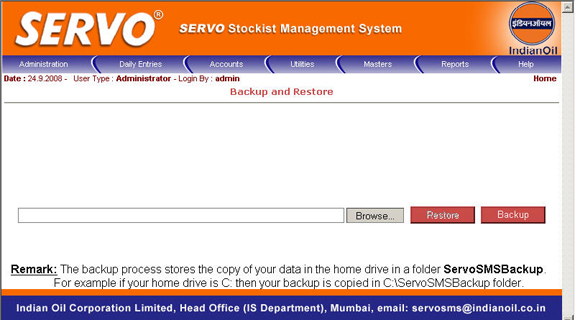 SERVO®
SERVO Stockist Management System
इंडियनऑयल
IndianOil
Administration Daily Entries Accounts Utilities Masters Reports Help
Date : 24.9.2008 - User Type : Administrator - Login By : admin Home
Backup and Restore
Browse... Restore Backup
Remark: The backup process stores the copy of your data in the home drive in a folder ServoSMSBackup.
For example if your home drive is C: then your backup is copied in C:\ServoSMSBackup folder.
Indian Oil Corporation Limited, Head Office (IS Department), Mumbai, email: servosms@indianoil.co.in